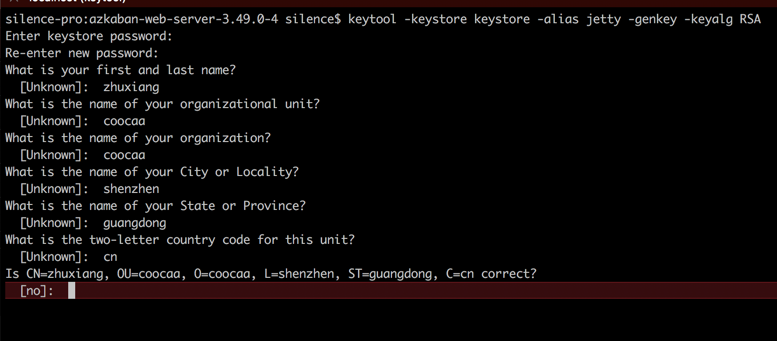 silence-pro:azkaban-web-server-3.49.0-4 silence$ keytool -keystore keystore -alias jetty -genkey -keyalg RSA
Enter keystore password:
Re-enter new password:
What is your first and last name?
  [Unknown]:  zhuxiang
What is the name of your organizational unit?
  [Unknown]:  coocaa
What is the name of your organization?
  [Unknown]:  coocaa
What is the name of your City or Locality?
  [Unknown]:  shenzhen
What is the name of your State or Province?
  [Unknown]:  guangdong
What is the two-letter country code for this unit?
  [Unknown]:  cn
Is CN=zhuxiang, OU=coocaa, O=coocaa, L=shenzhen, ST=guangdong, C=cn correct?
  [no]: